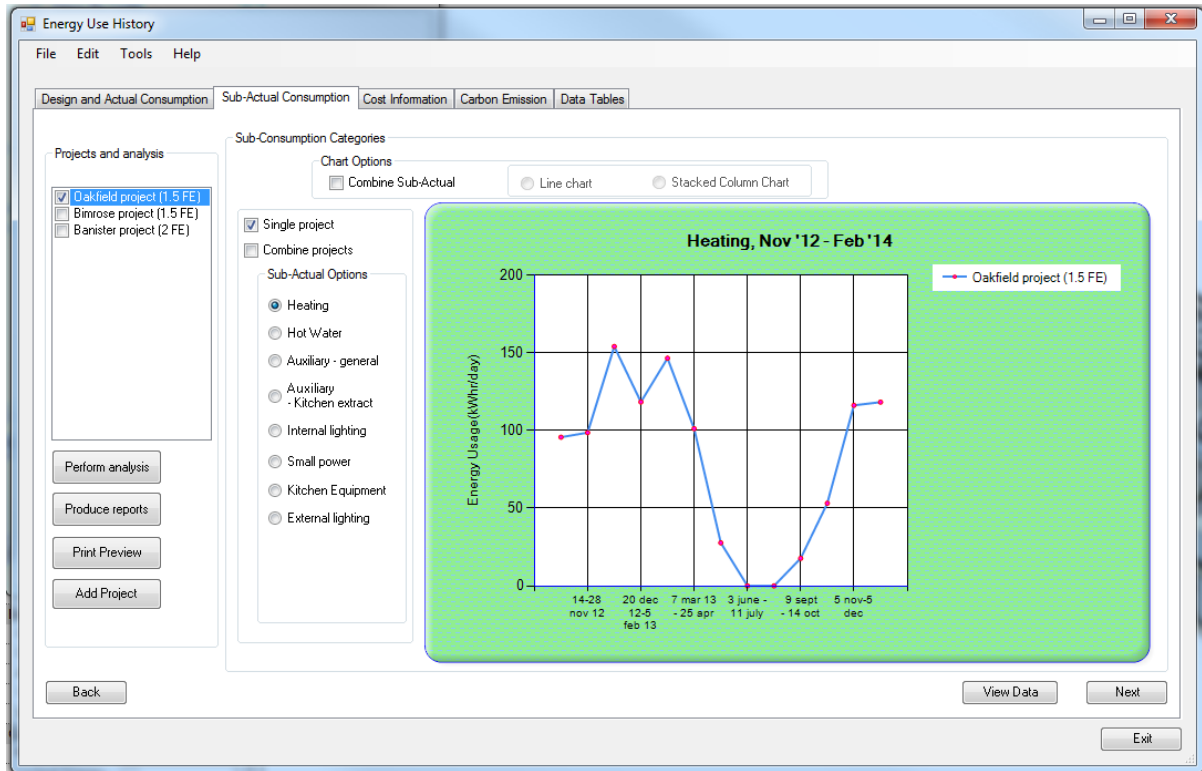 Energy Use History
File Edit Tools Help
Design and Actual Consumption Sub-Actual Consumption Cost Information Carbon Emission Data Tables
Projects and analysis
Oakfield project (1.5 FE)
Bimrose project (1.5 FE)
Banister project (2 FE)
Perform analysis
Produce reports
Print Preview
Add Project
Sub-Consumption Categories
Chart Options
Combine Sub-Actual Line chart Stacked Column Chart
Single project
Combine projects
Sub-Actual Options
Heating
Hot Water
Auxiliary - general
Auxiliary
- Kitchen extract
Internal lighting
Small power
Kitchen Equipment
External lighting
Heating, Nov '12 - Feb '14
Oakfield project (1.5 FE)
Energy Usage(kWhr/day)
200
150
100
50
0
14-28
nov 12
20 dec
12-5
feb 13
7 mar 13
- 25 apr
3 june -
11 july
9 sept
- 14 oct
5 nov-5
dec
Back View Data Next
Exit